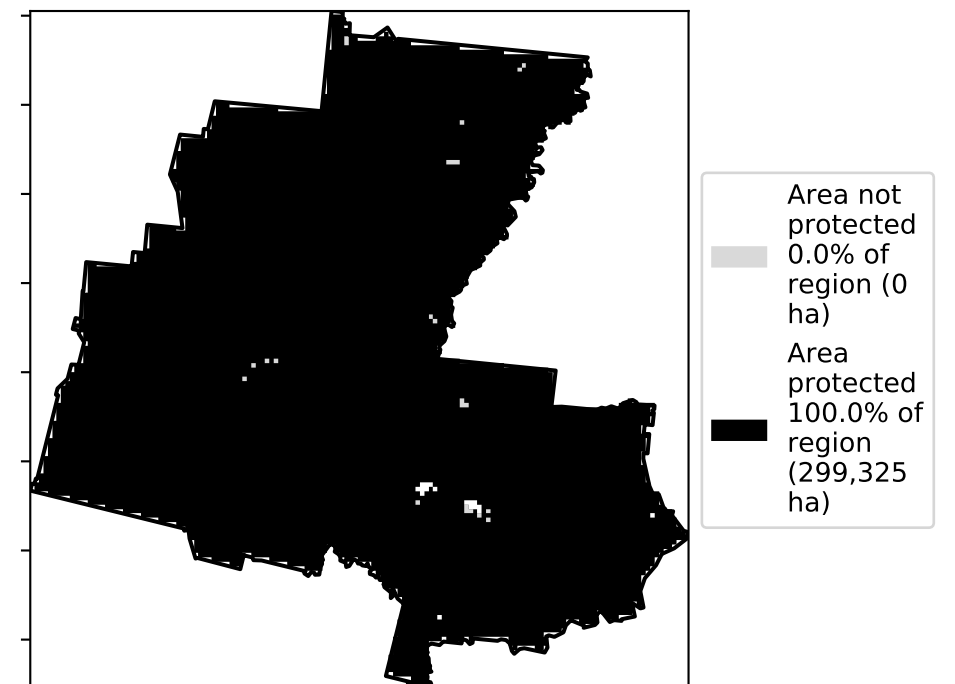 Area not
protected
0.0% of
region (0
ha)
Area
protected
100.0% of
region
(299,325
ha)